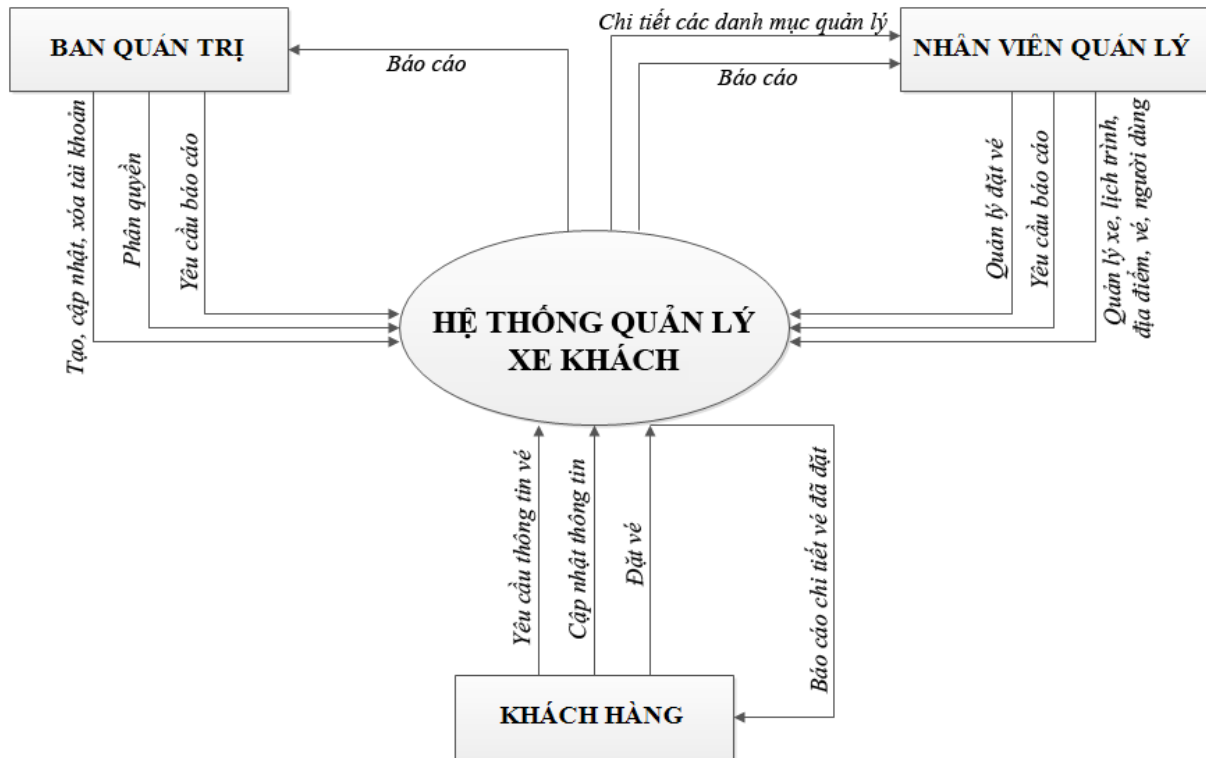 Chi tiết các danh mục quản lý
BAN QUẢN TRỊ
NHÂN VIÊN QUẢN LÝ
Báo cáo
Báo cáo
Tạo, cập nhật, xóa tài khoản
Phân quyền
Yêu cầu báo cáo
Quản lý đặt vé
Yêu cầu báo cáo
Quản lý xe, lịch trình,
địa điểm, vé, người dùng
HỆ THỐNG QUẢN LÝ
XE KHÁCH
Yêu cầu thông tin vé
Cập nhật thông tin
Đặt vé
Báo cáo chi tiết vé đã đặt
KHÁCH HÀNG